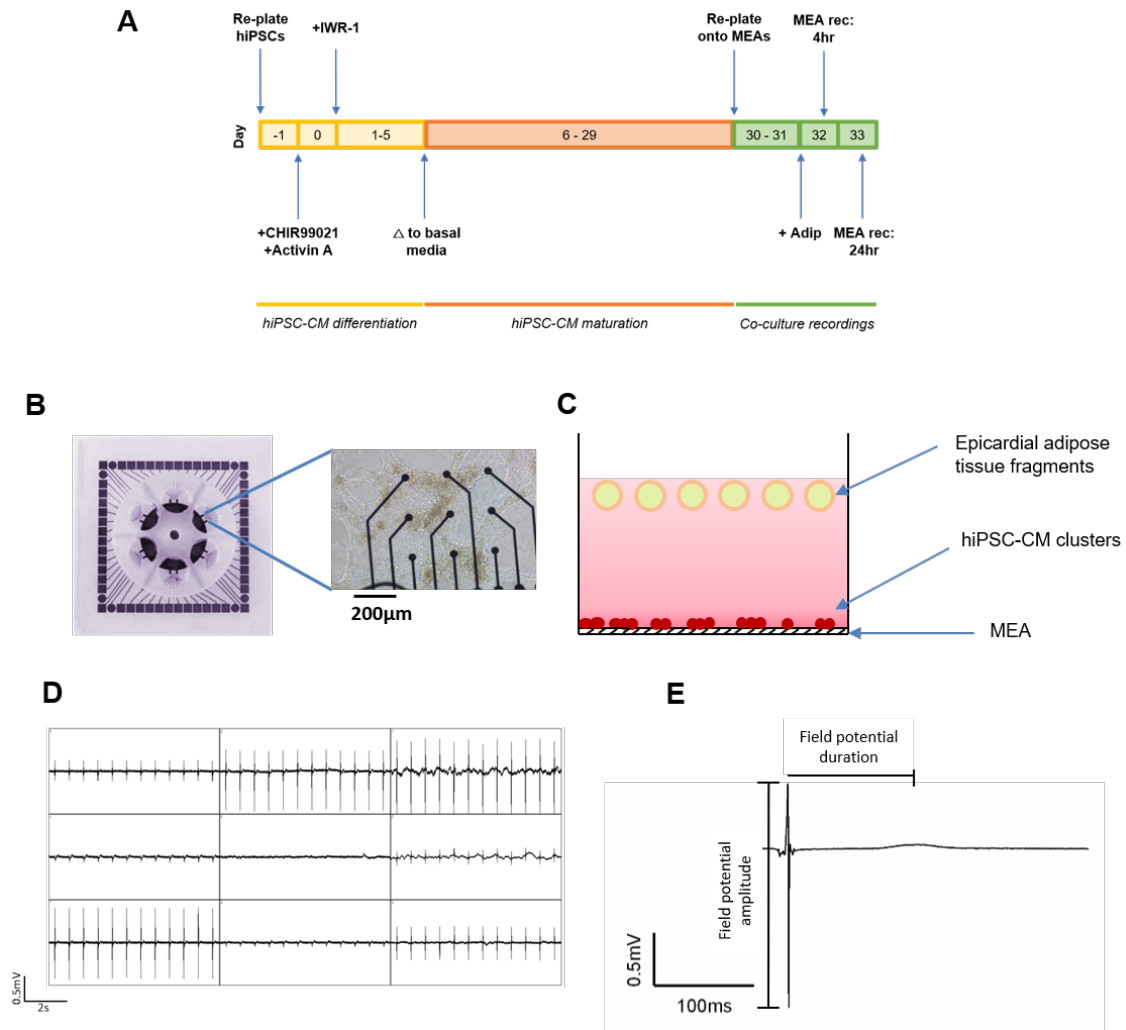 A
Re-plate
hiPSCs
+IWR-1
Re-plate
onto MEAs
MEA rec:
4hr
Day
-1
0
1-5
6 - 29
30 - 31
32
33
+CHIR99021
+Activin A
△ to basal
media
+ Adip
MEA rec:
24hr
hiPSC-CM differentiation
hiPSC-CM maturation
Co-culture recordings
B
200µm
C
Epicardial adipose
tissue fragments
hiPSC-CM clusters
MEA
D
0.5mV
2s
E
Field potential
duration
Field potential
amplitude
0.5mV
100ms